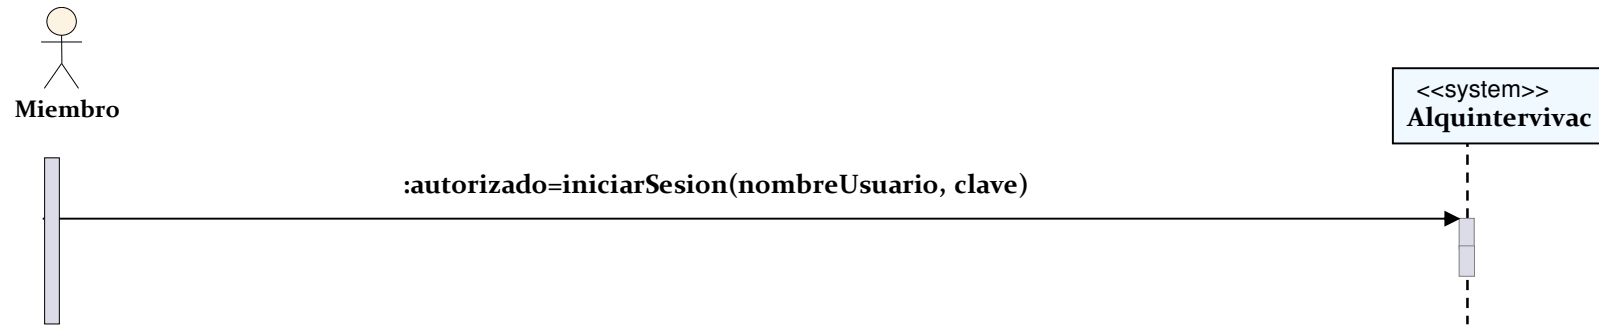 Miembro
<<system>>
Alquintervivac
:autorizado=iniciarSesion(nombreUsuario, clave)